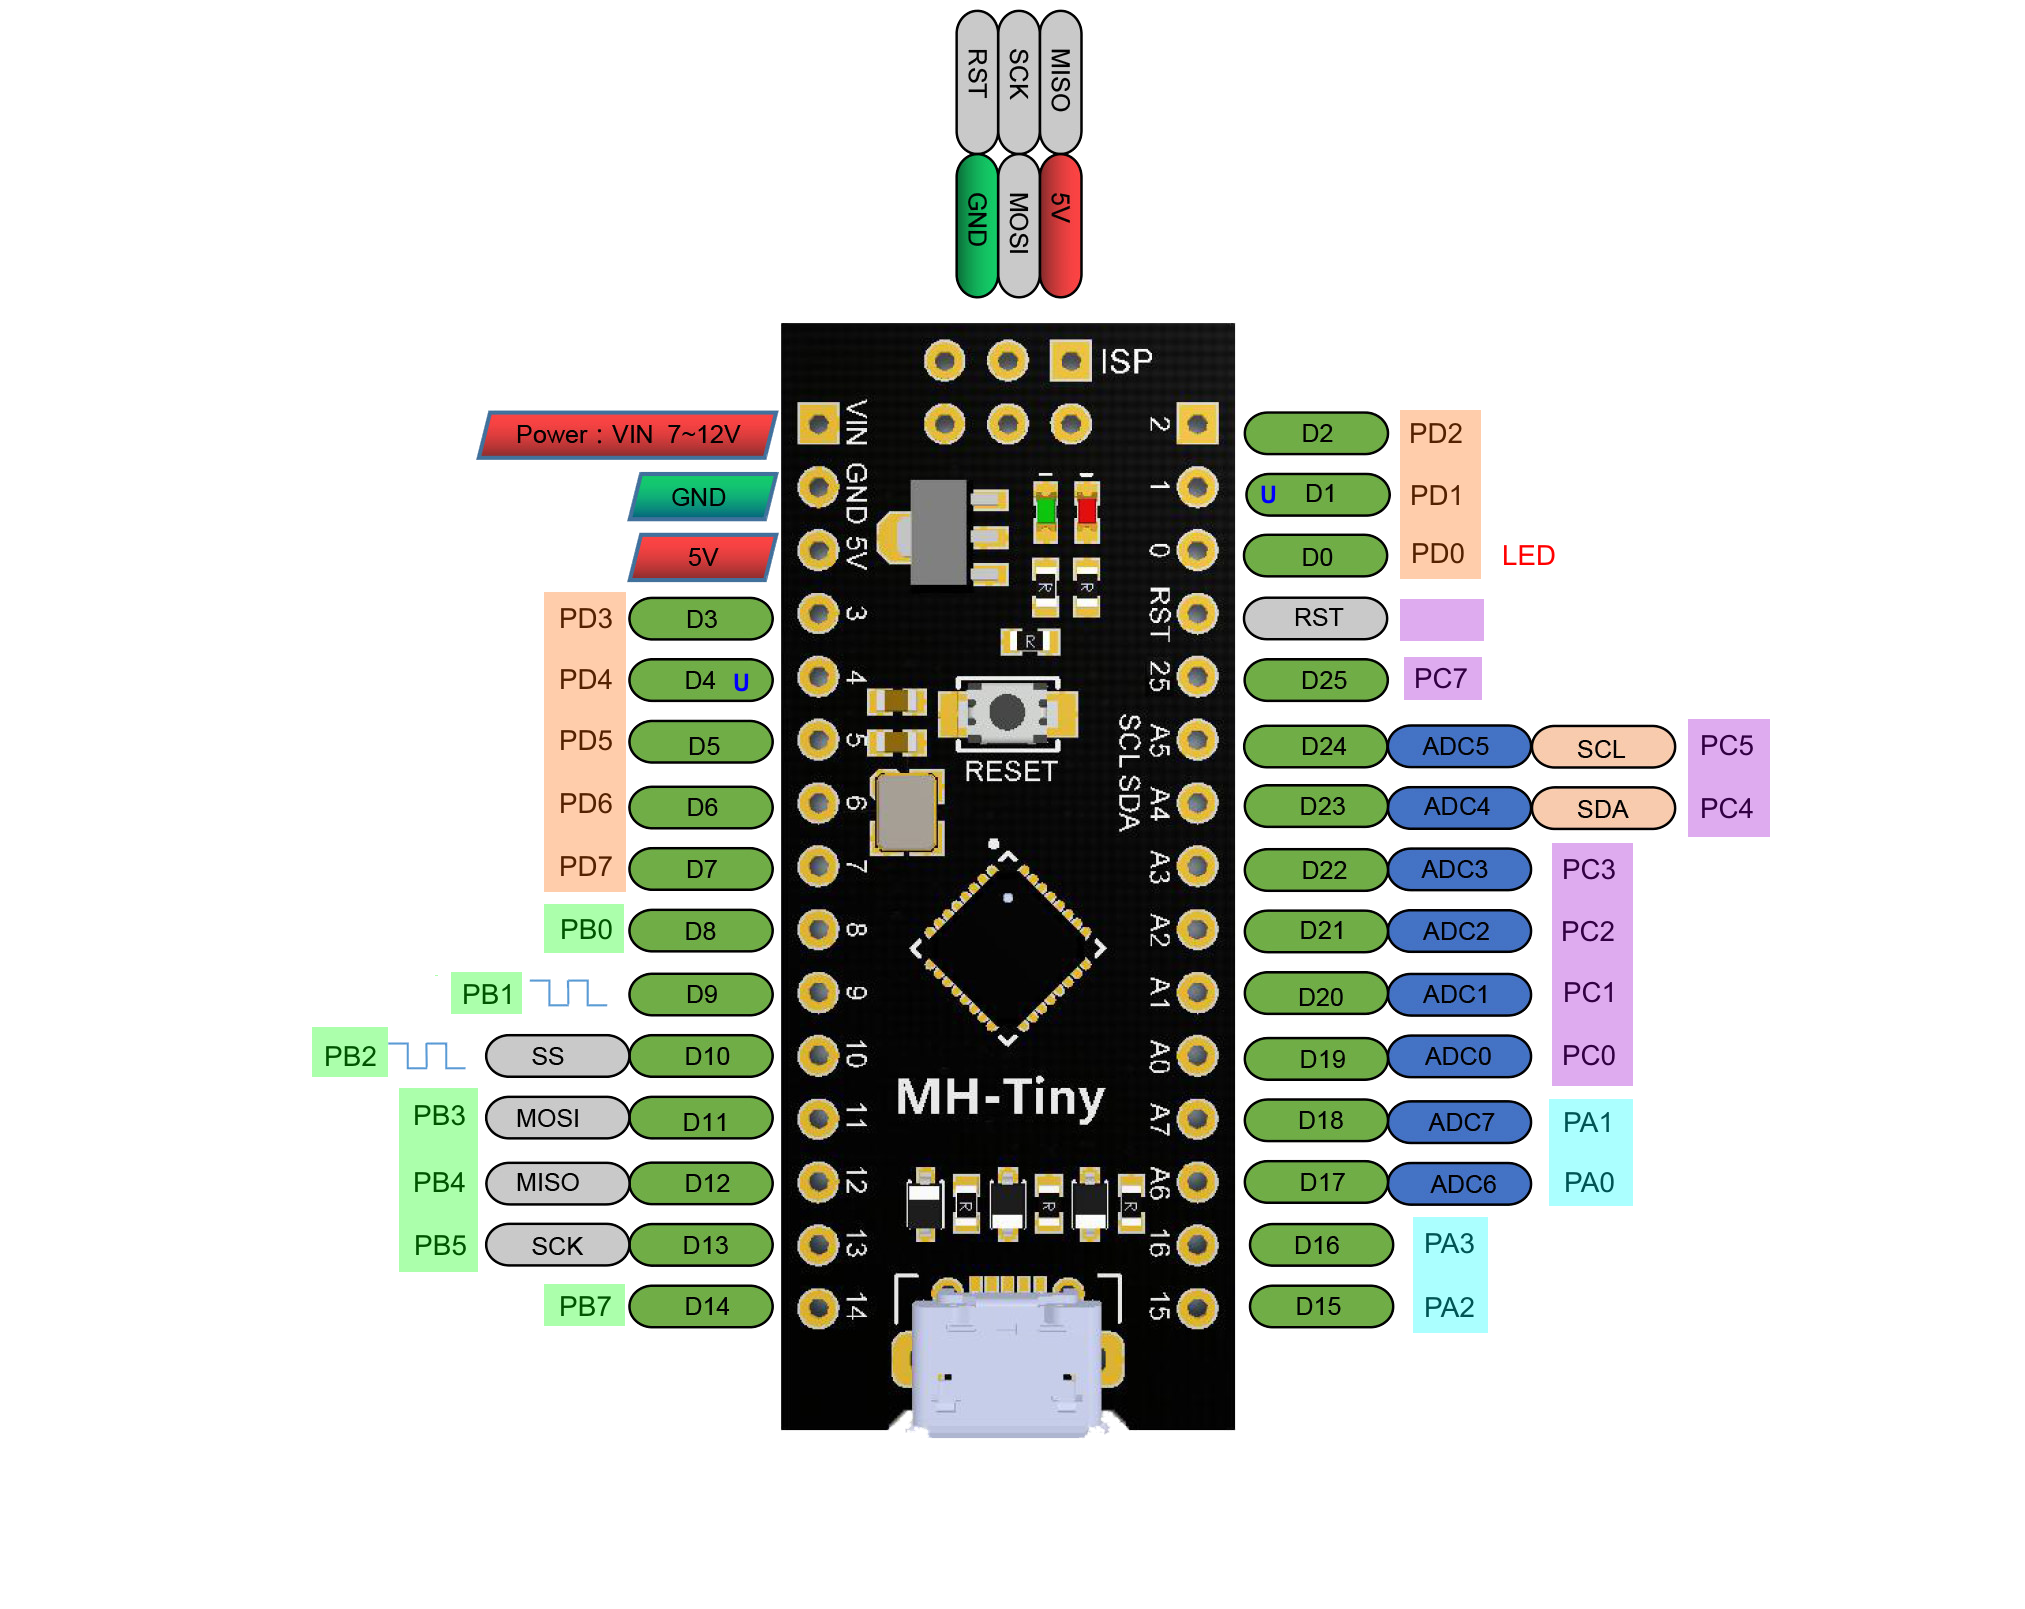 RST SCK MISO
GND MOSI 5V
ISP
Power : VIN 7~12V VIN 2 D2 PD2
GND GND 1 U D1 PD1
5V 5V 0 D0 PD0 LED
PD3 D3 3 RST RST
R R
R
PD4 D4 U 4 25 D25 PC7
PD5 D5 5 SCL A5 D24 ADC5 SCL PC5
RESET
PD6 D6 6 SDA A4 D23 ADC4 SDA PC4
PD7 D7 7 A3 D22 ADC3 PC3
PB0 D8 8 A2 D21 ADC2 PC2
PB1 D9 9 A1 D20 ADC1 PC1
PB2 SS D10 10 A0 D19 ADC0 PC0
MH-Tiny
PB3 MOSI D11 11 A7 D18 ADC7 PA1
PB4 MISO D12 12 A6 D17 ADC6 PA0
R R R
PB5 SCK D13 13 16 D16 PA3
PB7 D14 14 15 D15 PA2